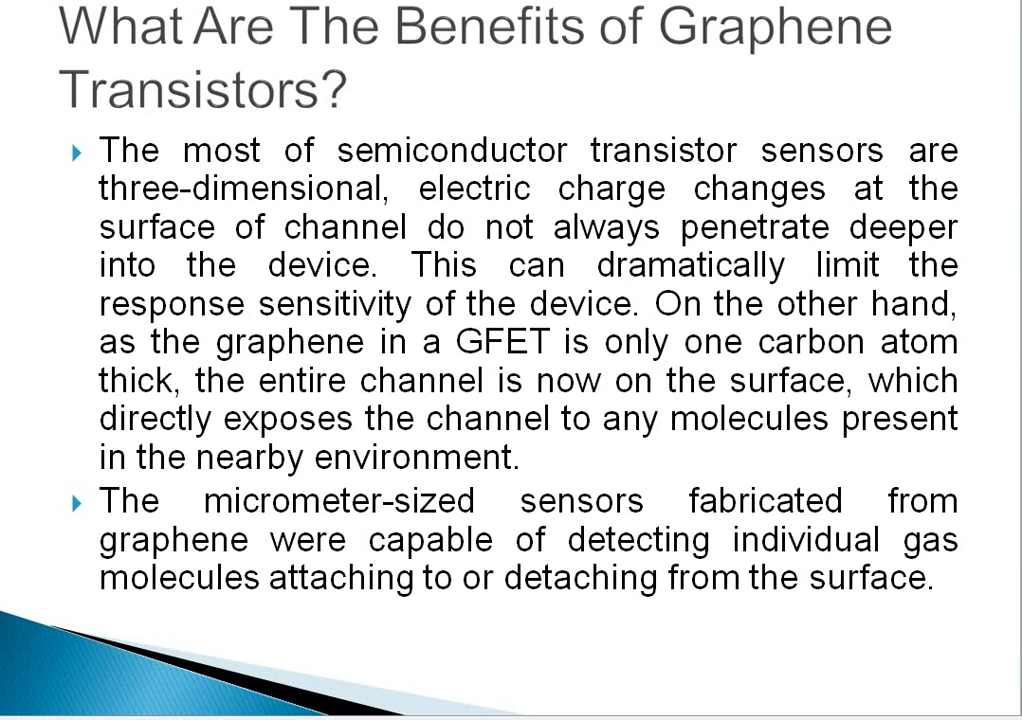 What Are The Benefits of Graphene
Transistors?
The most of semiconductor transistor sensors are
three-dimensional, electric charge changes at the
surface of channel do not always penetrate deeper
into the device. This can dramatically limit the
response sensitivity of the device. On the other hand,
as the graphene in a GFET is only one carbon atom
thick, the entire channel is now on the surface, which
directly exposes the channel to any molecules present
in the nearby environment.
The micrometer-sized sensors fabricated from
graphene were capable of detecting individual gas
molecules attaching to or detaching from the surface.